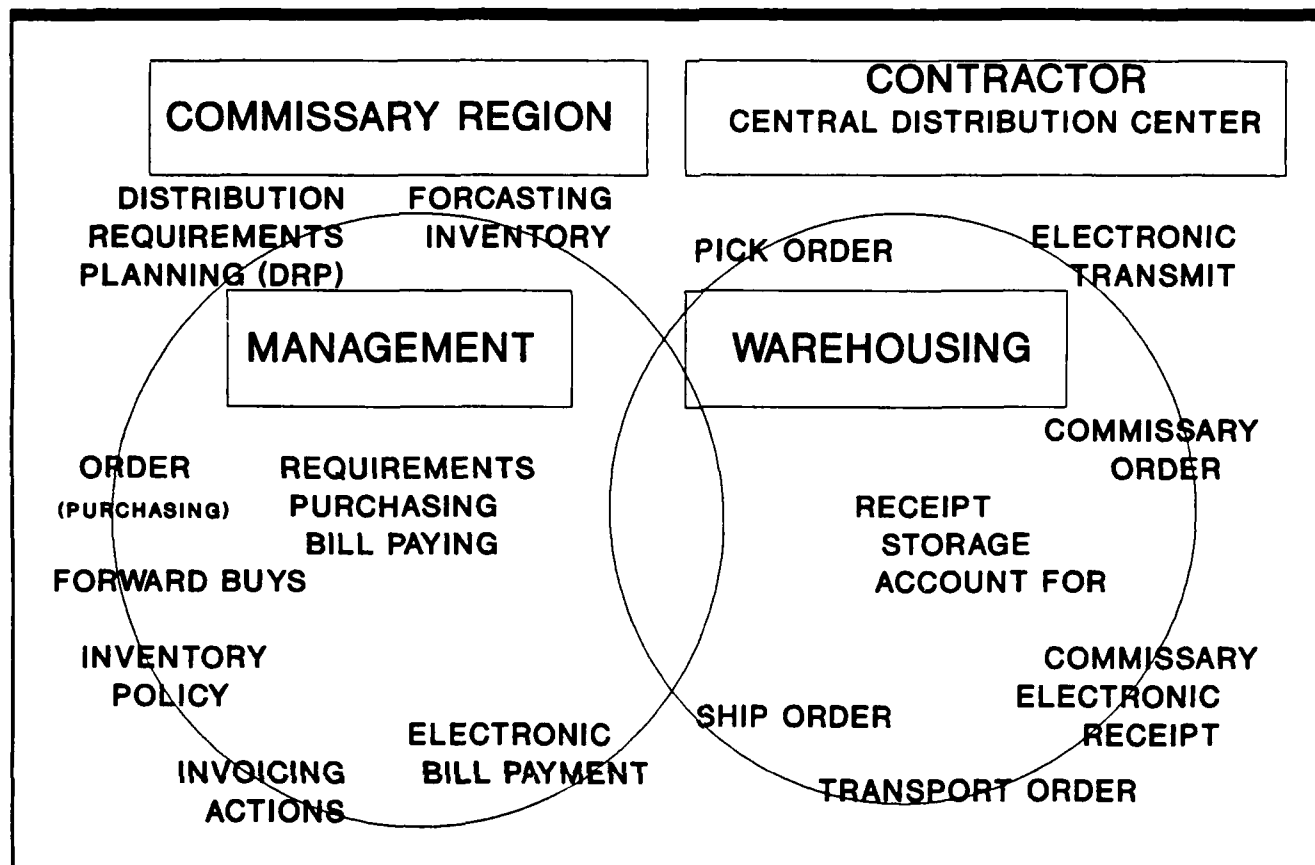 COMMISSARY REGION
CONTRACTOR
CENTRAL DISTRIBUTION CENTER
DISTRIBUTION
REQUIREMENTS
PLANNING (DRP)
FORCASTING
INVENTORY
PICK ORDER
ELECTRONIC
TRANSMIT
MANAGEMENT
WAREHOUSING
ORDER
(PURCHASING)
REQUIREMENTS
PURCHASING
BILL PAYING
COMMISSARY
ORDER
RECEIPT
STORAGE
ACCOUNT FOR
FORWARD BUYS
INVENTORY
POLICY
COMMISSARY
ELECTRONIC
RECEIPT
SHIP ORDER
ELECTRONIC
BILL PAYMENT
INVOICING
ACTIONS
TRANSPORT ORDER